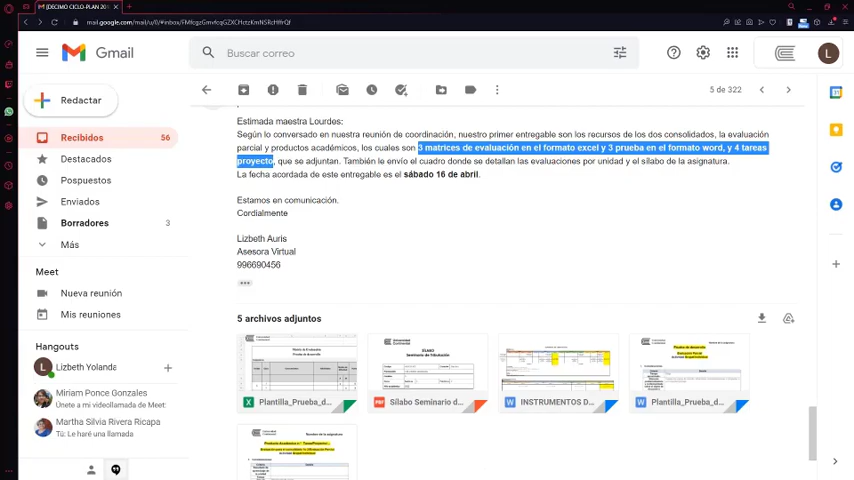 [DECIMO CICLO-PLAN 201
mail.google.com/mail/u/0/#inbox/FMfcgzGmvfcqGZXCHctzKmNSRcHffrQf
Gmail
Buscar correo
L
Redactar
5 de 322
Recibidos
Destacados
Pospuestos
Enviados
Borradores 3
Más
Estimada maestra Lourdes:
Según lo conversado en nuestra reunión de coordinación, nuestro primer entregable son los recursos de los dos consolidados, la evaluación
parcial y productos académicos, los cuales son 3 matrices de evaluación en el formato excel y 3 prueba en el formato word, y 4 tareas
proyecto, que se adjuntan. También le envío el cuadro donde se detallan las evaluaciones por unidad y el sílabo de la asignatura.
La fecha acordada de este entregable es el sábado 16 de abril.
Estamos en comunicación.
Cordialmente
Lizbeth Auris
Asesora Virtual
996690456
Meet
Nueva reunión
Mis reuniones
Hangouts
L Lizbeth Yolanda
Miriam Ponce Gonzales
Únete a mi videollamada de Meet:
Martha Silvia Rivera Ricapa
Tú: Le haré una llamada
5 archivos adjuntos
Plantilla_Prueba_d...
Sílabo Seminario d...
INSTRUMENTOS D...
Plantilla_Prueba_d...